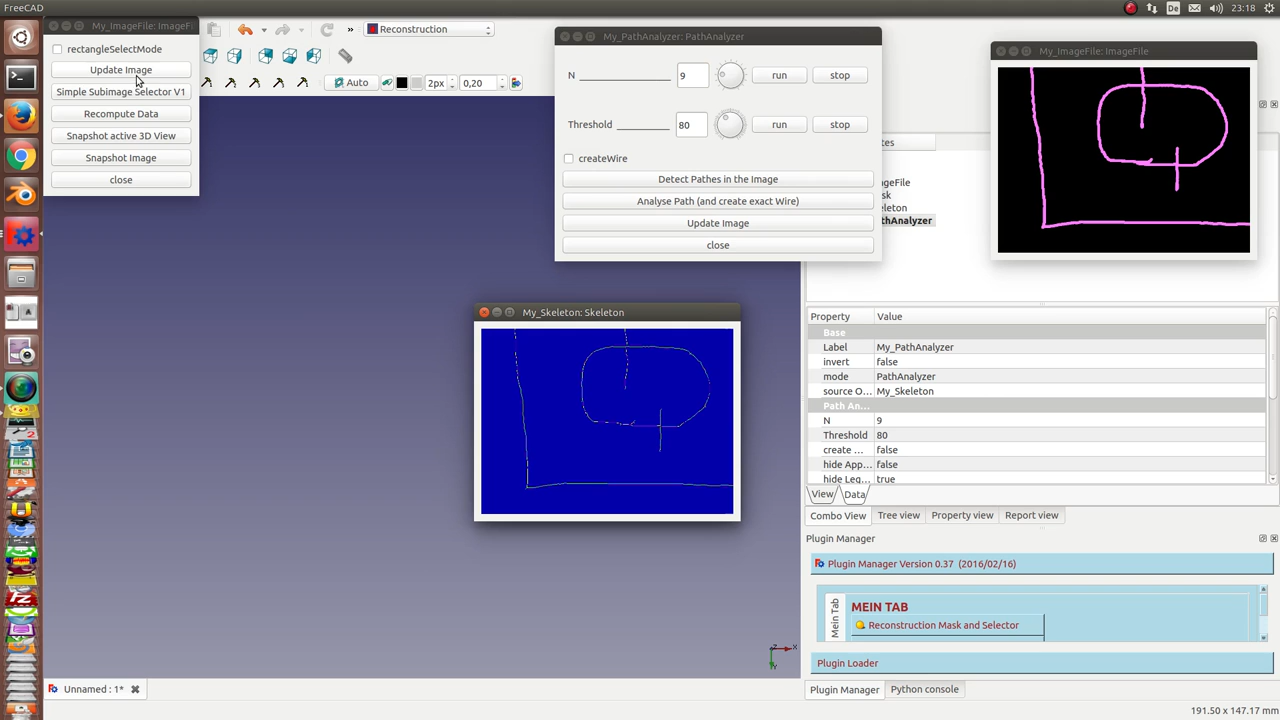 FreeCAD
De
23:18
My_ImageFile: ImageFi
rectangleSelectMode
Update Image
Simple Subimage Selector V1
Recompute Data
Snapshot active 3D View
Snapshot Image
close
Reconstruction
Auto
2px
0,20
My_PathAnalyzer: PathAnalyzer
N
9
run
stop
Threshold
80
run
stop
createWire
Detect Pathes in the Image
Analyse Path (and create exact Wire)
Update Image
close
My_ImageFile: ImageFile
tes
ageFile
sk
eleton
athAnalyzer
My_Skeleton: Skeleton
Property Value
Base
Label My_PathAnalyzer
invert false
mode PathAnalyzer
source O... My_Skeleton
Path An...
N 9
Threshold 80
create ... false
hide App... false
hide Leg... true
View Data
Combo View Tree view Property view Report view
Plugin Manager
Plugin Manager Version 0.37 (2016/02/16)
Mein Tab
MEIN TAB
Reconstruction Mask and Selector
Plugin Loader
Plugin Manager Python console
Unnamed : 1*
X
Y
191.50 x 147.17 mm